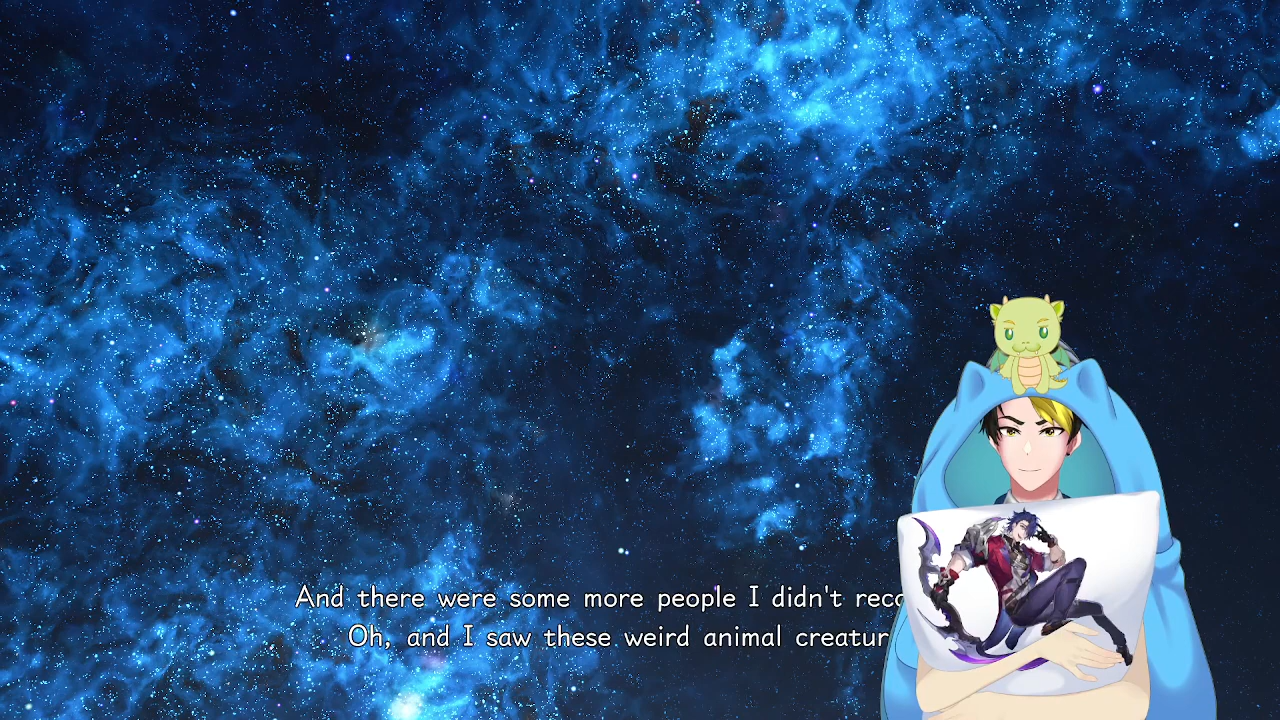 And there were some more people I didn't
Oh, and I saw these weird animal